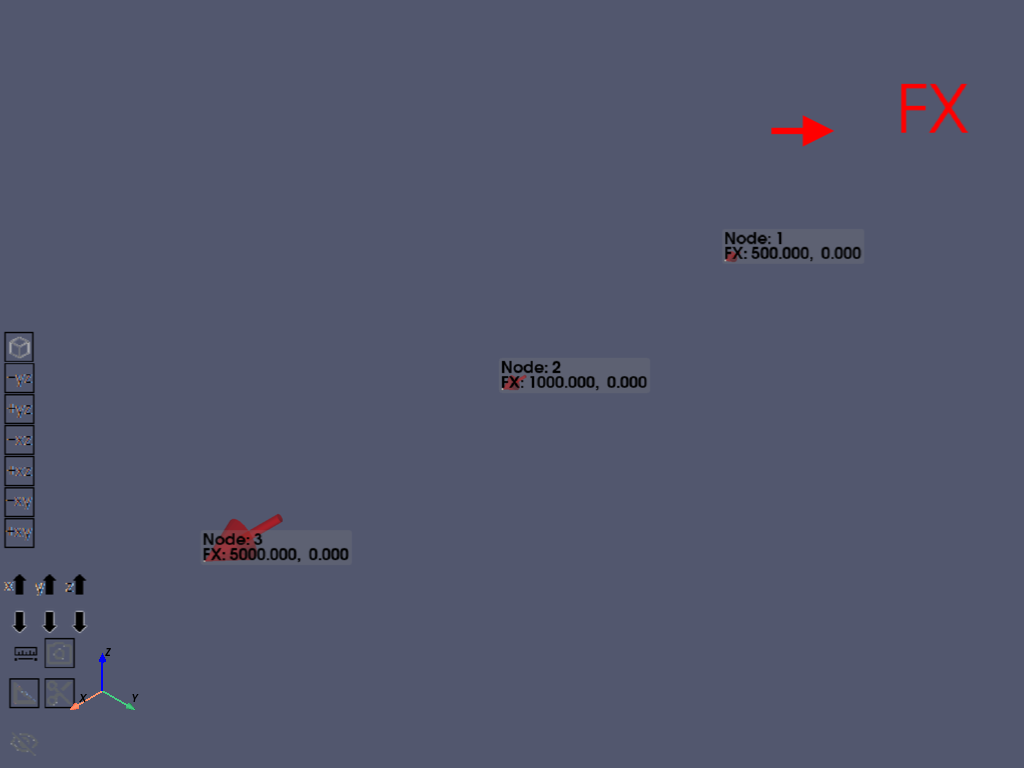 FX
Node: 1
FX: 500.000, 0.000
Node: 2
FX: 1000.000, 0.000
Node: 3
FX: 5000.000, 0.000
-yz
+yz
-xz
+xz
-xy
+xy
x y z
Z
X Y